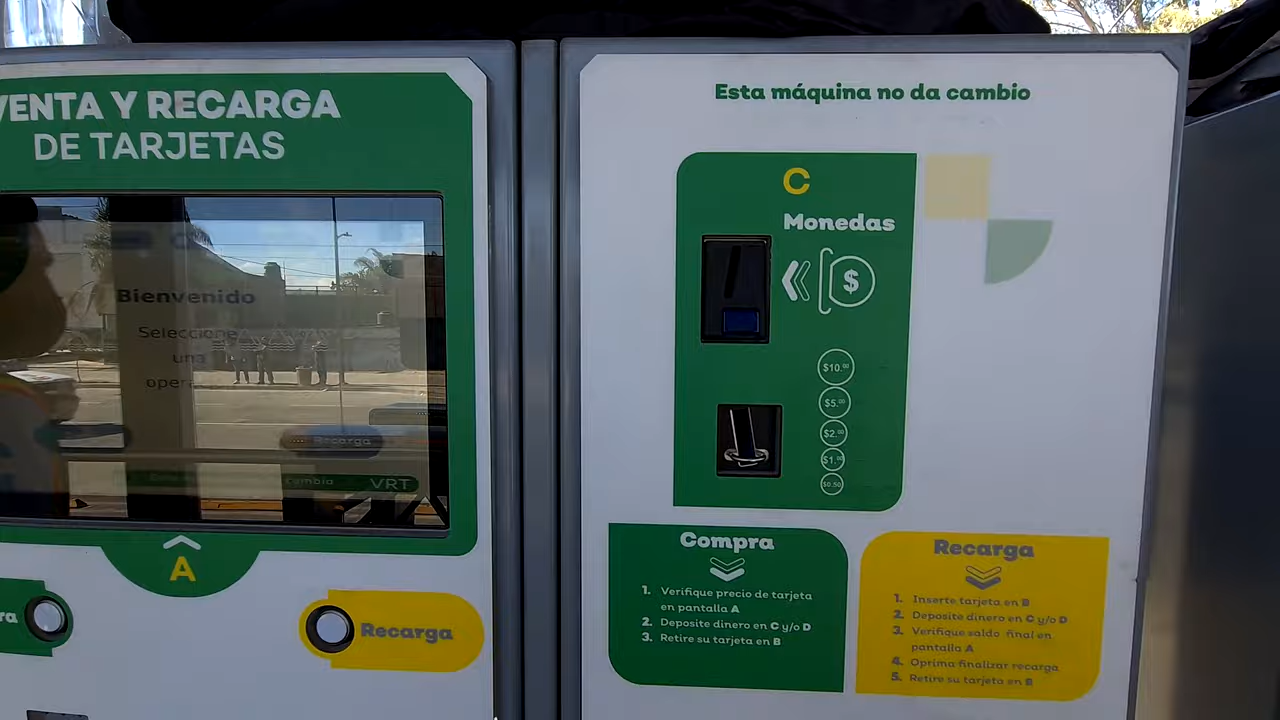 VENTA Y RECARGA
DE TARJETAS
Bienvenido
Seleccione
una
Recarga
Cambia
VRT
A
Recarga
Esta máquina no da cambio
C
Monedas
$
$10.00
$5.00
$2.00
$1.00
$0.50
Compra
1. Verifique precio de tarjeta
en pantalla A
2. Deposite dinero en C y/o D
3. Retire su tarjeta en B
Recarga
1. Inserte tarjeta en B
2. Deposite dinero en C y/o D
3. Verifique saldo final en
pantalla A
4. Oprima finalizar recarga
5. Retire su tarjeta en B